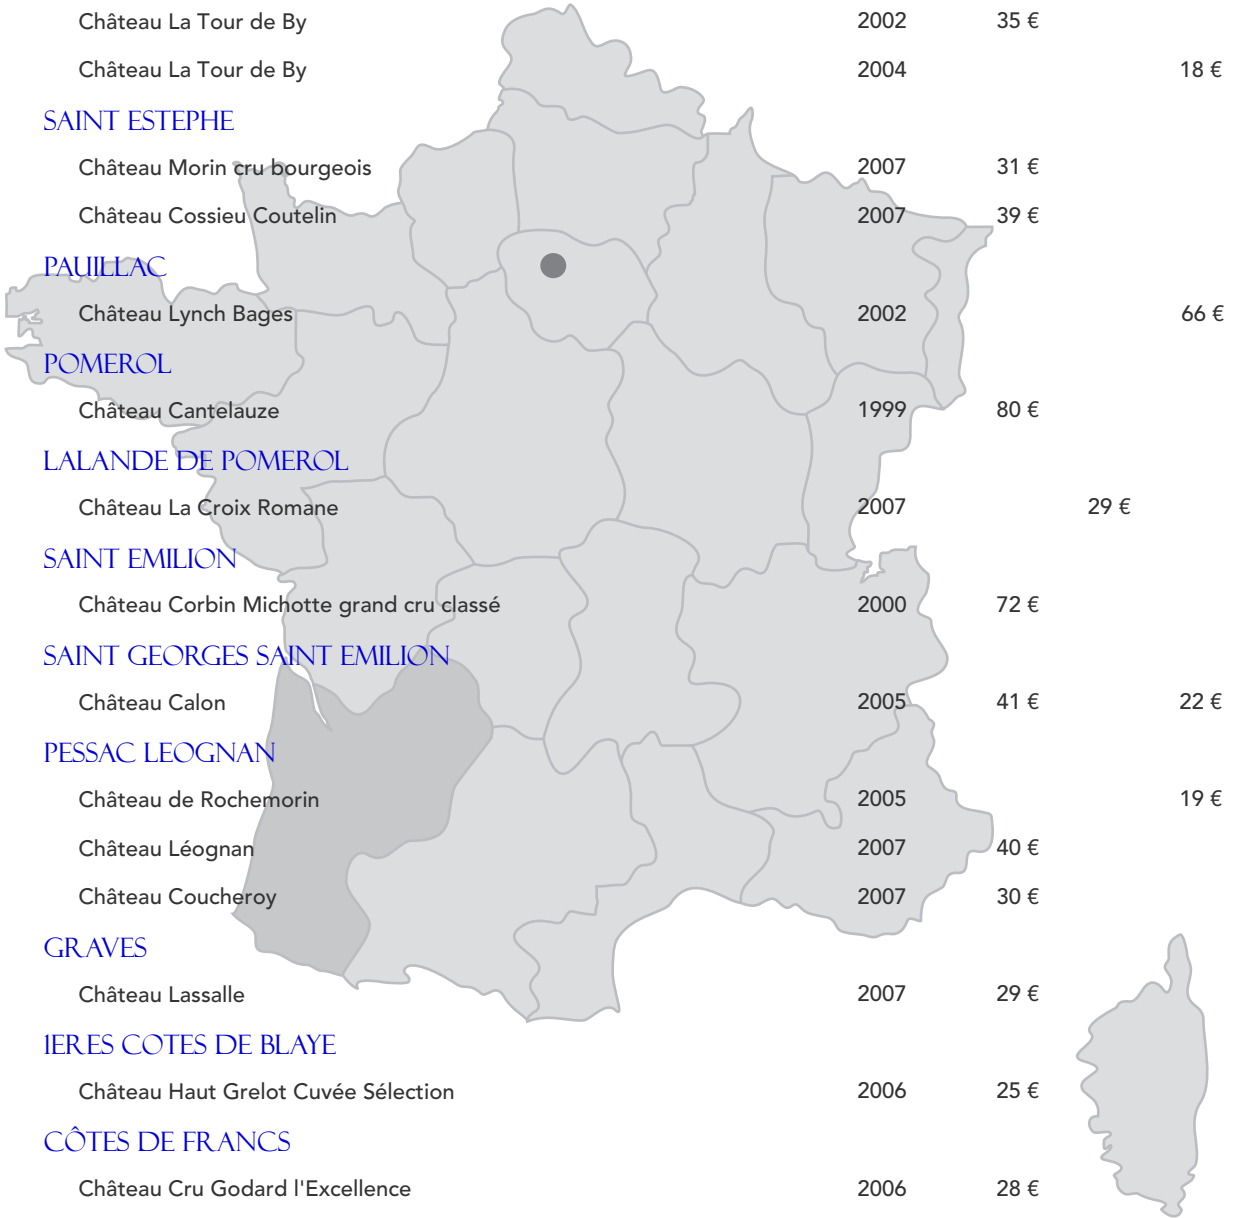 Château La Tour de By 2002 35 €
Château La Tour de By 2004 18 €
SAINT ESTEPHE
Château Morin cru bourgeois 2007 31 €
Château Cossieu Coutelin 2007 39 €
PAUILLAC
Château Lynch Bages 2002 66 €
POMEROL
Château Cantelauze 1999 80 €
LALANDE DE POMEROL
Château La Croix Romane 2007 29 €
SAINT EMILION
Château Corbin Michotte grand cru classé 2000 72 €
SAINT GEORGES SAINT EMILION
Château Calon 2005 41 € 22 €
PESSAC LEOGNAN
Château de Rochemorin 2005 19 €
Château Léognan 2007 40 €
Château Coucheroy 2007 30 €
GRAVES
Château Lassalle 2007 29 €
1ERES COTES DE BLAYE
Château Haut Grelot Cuvée Sélection 2006 25 €
CÔTES DE FRANCS
Château Cru Godard l'Excellence 2006 28 €